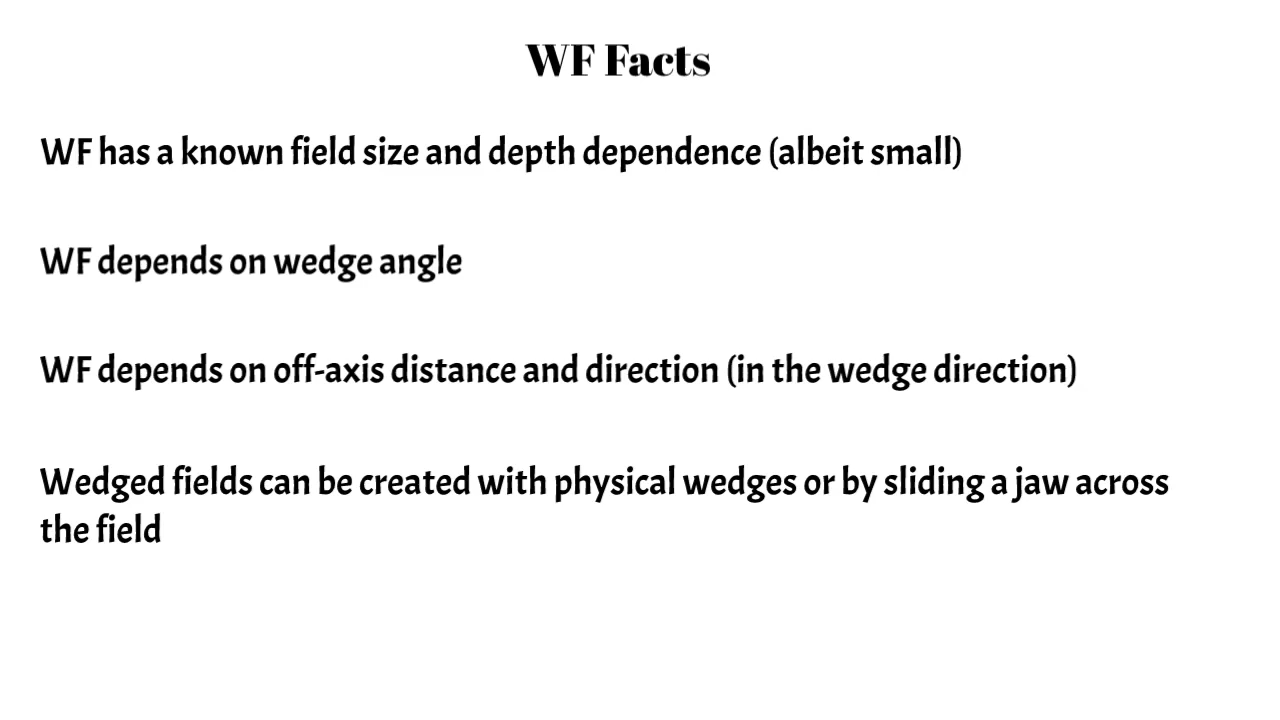 WF Facts
WF has a known field size and depth dependence (albeit small)
WF depends on wedge angle
WF depends on off-axis distance and direction (in the wedge direction)
Wedged fields can be created with physical wedges or by sliding a jaw across
the field